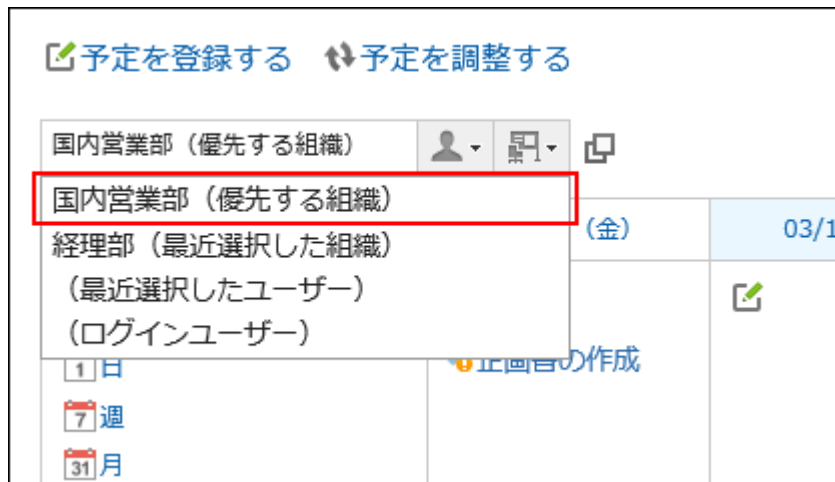 予定を登録する 予定を調整する
国内営業部（優先する組織）
国内営業部（優先する組織）
経理部（最近選択した組織）
（最近選択したユーザー）
（ログインユーザー）
（金） 03/1
1 日 企画書の作成
7 週
31 月